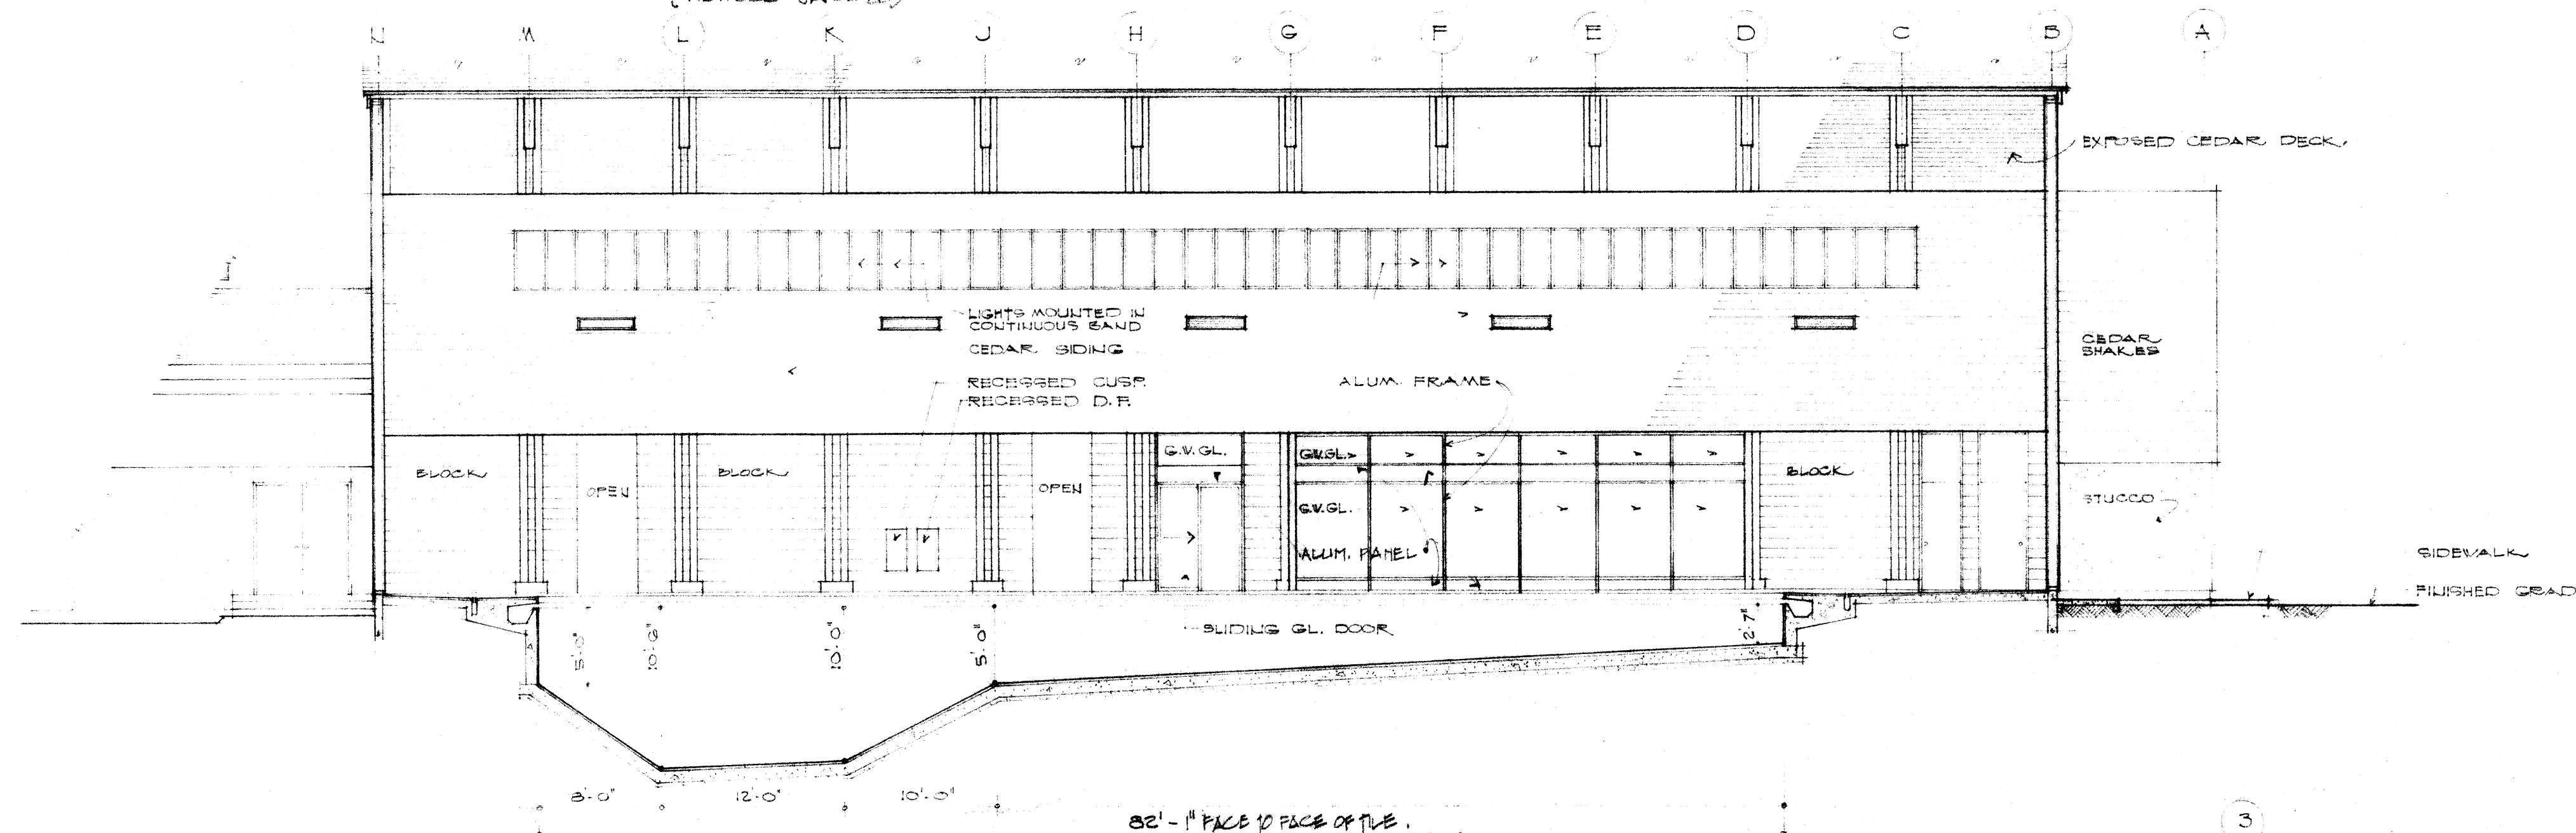 N M L K J H G F E D C B A
EXPOSED CEDAR DECK
LIGHTS MOUNTED IN
CONTINUOUS BAND
CEDAR SIDING
CEDAR
SHAKES
RECESSED CUSP.
RECESSED D.F.
ALUM. FRAME
BLOCK
OPEN
BLOCK
OPEN
G.V.GL.
G.V.GL.
BLOCK
G.V.GL.
STUCCO
ALUM. PANEL
SIDEWALK
FINISHED GRAD
SLIDING GL. DOOR
5'-0"
10'-6"
10'-0"
5'-0"
2'-7"
8'-0"
12'-0"
10'-0"
82'-1" FACE TO FACE OF TILE.
3